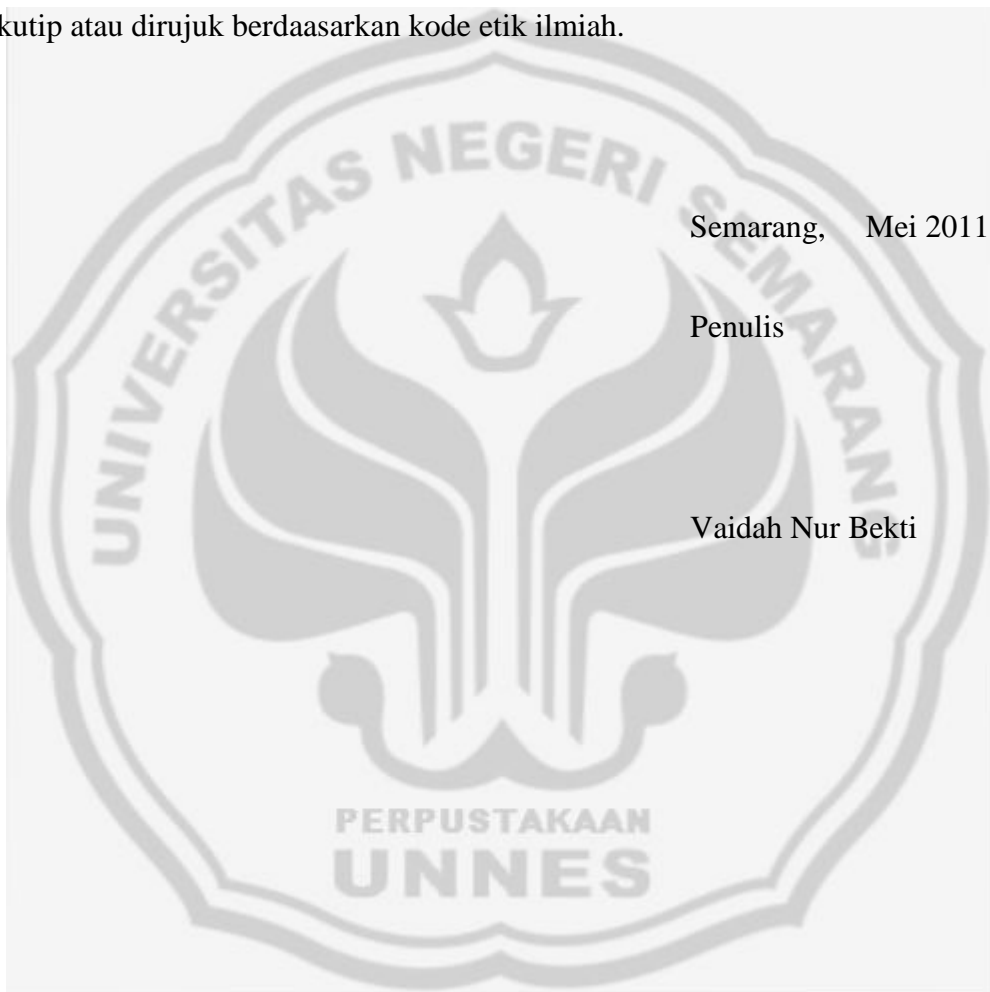 kutip atau dirujuk berdaasarkan kode etik ilmiah.
UNIVERSITAS NEGERI SEMARANG
Semarang, Mei 2011
Penulis
Vaidah Nur Bekti
PERPUSTAKAAN
UNNES